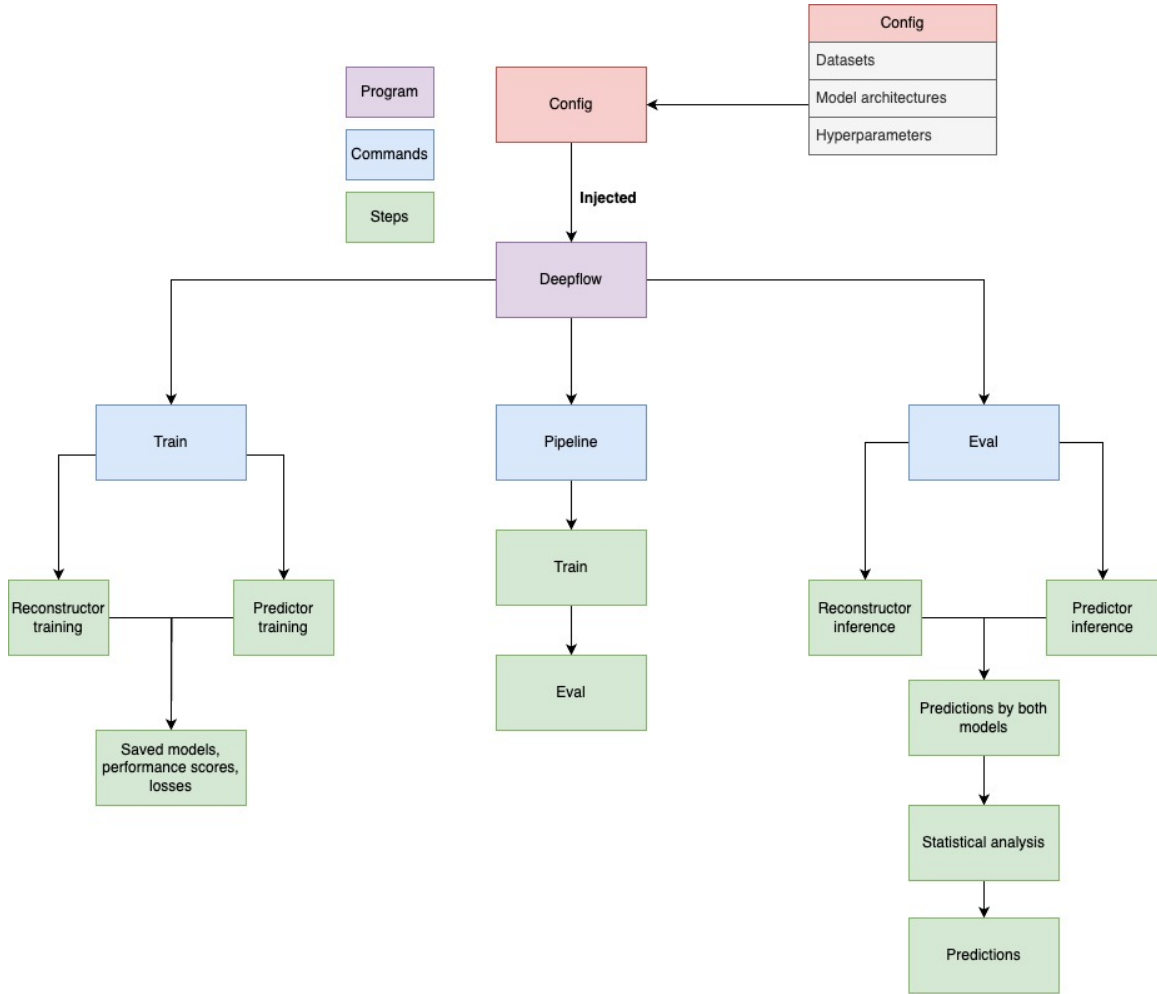 Config
Datasets
Model architectures
Hyperparameters
Program
Commands
Steps
Config
Injected
Deepflow
Train
Pipeline
Eval
Reconstructor
training
Predictor
training
Saved models,
performance scores,
losses
Train
Eval
Reconstructor
inference
Predictor
inference
Predictions by both
models
Statistical analysis
Predictions